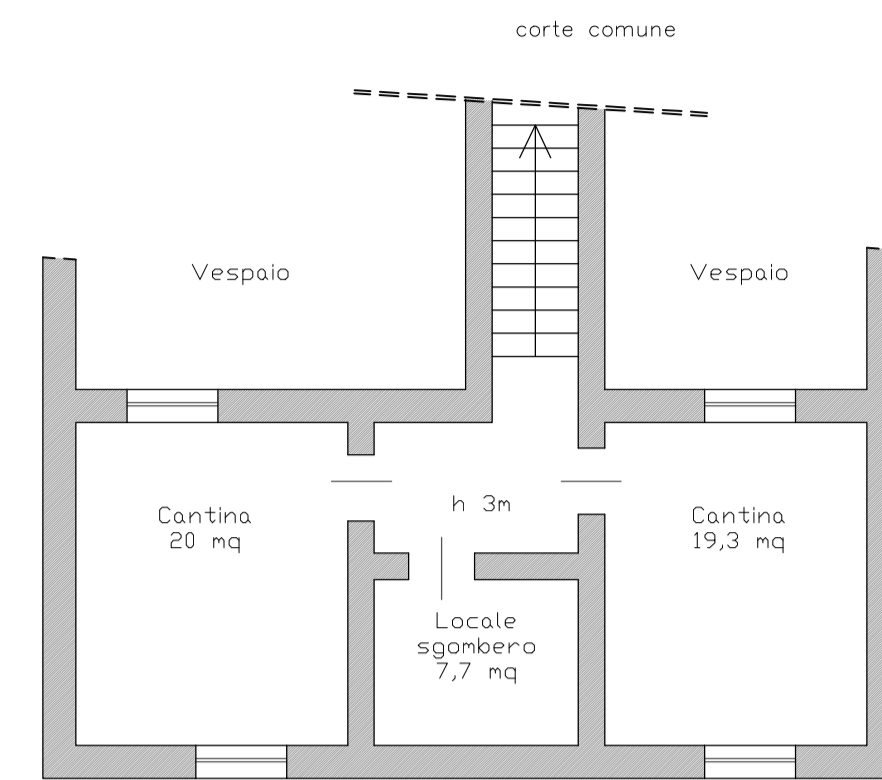 corte comune
Vespaio
Vespaio
Cantina
20 mq
h 3m
Cantina
19,3 mq
Locale
sgombero
7,7 mq